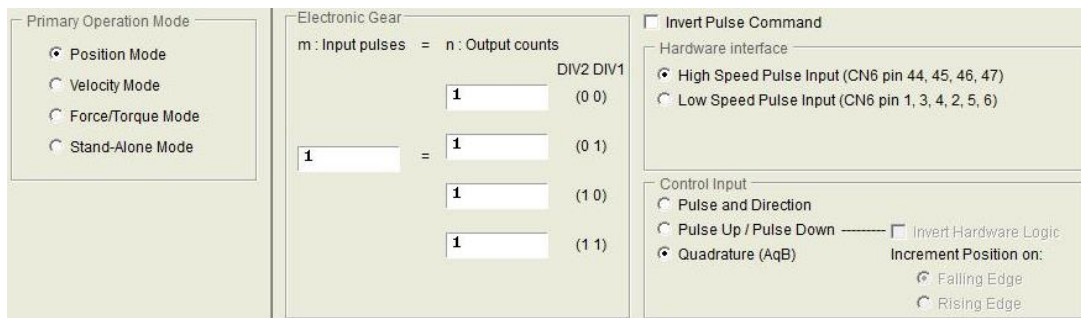 Primary Operation Mode
Position Mode
Velocity Mode
Force/Torque Mode
Stand-Alone Mode
Electronic Gear
m : Input pulses = n : Output counts
DIV2 DIV1
1 (0 0)
1 (0 1)
1 =
1 (1 0)
1 (1 1)
Invert Pulse Command
Hardware interface
High Speed Pulse Input (CN6 pin 44, 45, 46, 47)
Low Speed Pulse Input (CN6 pin 1, 3, 4, 2, 5, 6)
Control Input
Pulse and Direction
Pulse Up / Pulse Down --------- Invert Hardware Logic
Quadrature (AqB) Increment Position on:
Falling Edge
Rising Edge